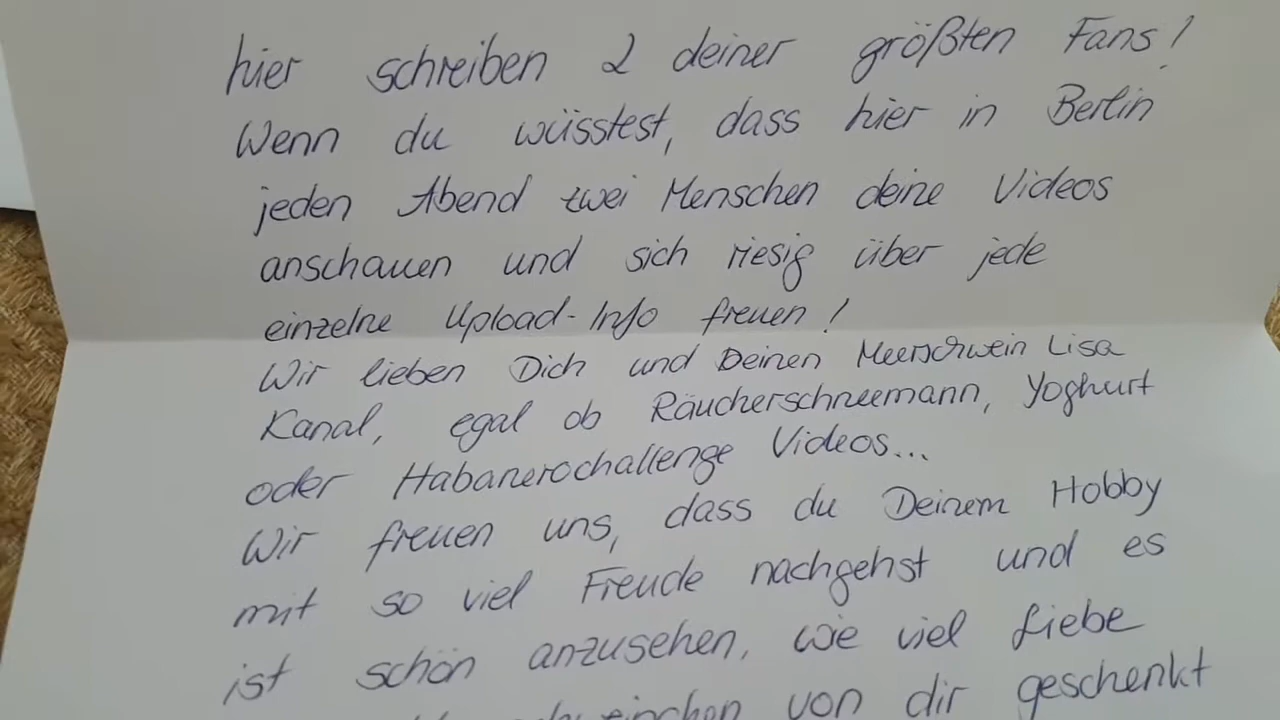 hier schreiben 2 deiner größten Fans!
Wenn du wüsstest, dass hier in Berlin
jeden Abend zwei Menschen deine Videos
anschauen und sich riesig über jede
einzelne Upload-Info freuen!
Wir lieben Dich und Deinen Meerschwein Lisa
Kanal, egal ob Räucherschneemann, Yoghurt
oder Habanerochallenge Videos...
Wir freuen uns, dass du Deinem Hobby
mit so viel Freude nachgehst und es
ist schön anzusehen, wie viel Liebe
von dir geschenkt